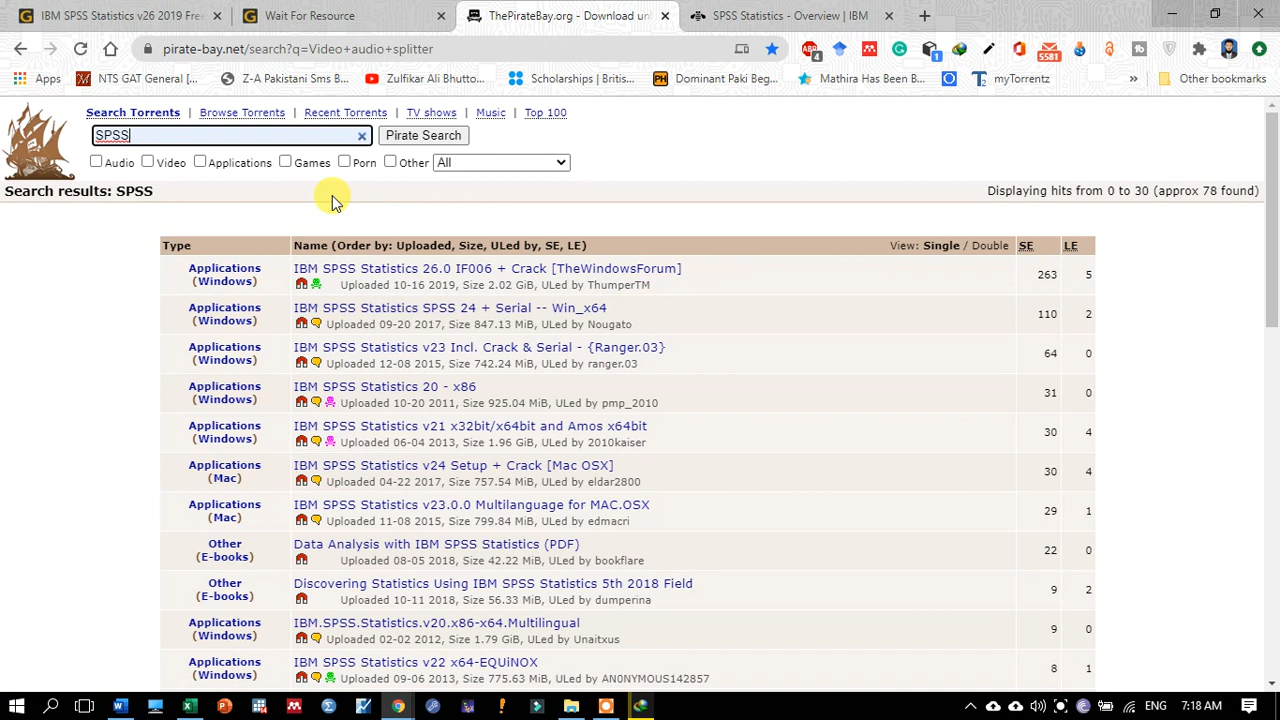 IBM SPSS Statistics v26 2019 Fre
Wait For Resource
ThePirateBay.org - Download un
SPSS Statistics - Overview | IBM
pirate-bay.net/search?q=Video+audio+splitter
4
1
5581
Apps
NTS GAT General [...
Z-A Pakistani Sms B...
Zulfikar Ali Bhutto...
Scholarships | Britis...
PH Dominant Paki Beg...
Mathira Has Been B...
myTorrentz
»
Other bookmarks
Search Torrents | Browse Torrents | Recent Torrents | TV shows | Music | Top 100
SPSS
Pirate Search
Audio Video Applications Games Porn Other All
Search results: SPSS
Displaying hits from 0 to 30 (approx 78 found)
Type Name (Order by: Uploaded, Size, ULed by, SE, LE) View: Single / Double SE LE
Applications (Windows)
IBM SPSS Statistics 26.0 IF006 + Crack [TheWindowsForum]
Uploaded 10-16 2019, Size 2.02 GiB, ULed by ThumperTM
263 5
Applications (Windows)
IBM SPSS Statistics SPSS 24 + Serial -- Win_x64
Uploaded 09-20 2017, Size 847.13 MiB, ULed by Nougato
110 2
Applications (Windows)
IBM SPSS Statistics v23 Incl. Crack & Serial - {Ranger.03}
Uploaded 12-08 2015, Size 742.24 MiB, ULed by ranger.03
64 0
Applications (Windows)
IBM SPSS Statistics 20 - x86
Uploaded 10-20 2011, Size 925.04 MiB, ULed by pmp_2010
31 0
Applications (Windows)
IBM SPSS Statistics v21 x32bit/x64bit and Amos x64bit
Uploaded 06-04 2013, Size 1.96 GiB, ULed by 2010kaiser
30 4
Applications (Mac)
IBM SPSS Statistics v24 Setup + Crack [Mac OSX]
Uploaded 04-22 2017, Size 757.54 MiB, ULed by eldar2800
30 4
Applications (Mac)
IBM SPSS Statistics v23.0.0 Multilanguage for MAC.OSX
Uploaded 11-08 2015, Size 799.84 MiB, ULed by edmacri
29 1
Other (E-books)
Data Analysis with IBM SPSS Statistics (PDF)
Uploaded 08-05 2018, Size 42.22 MiB, ULed by bookflare
22 0
Other (E-books)
Discovering Statistics Using IBM SPSS Statistics 5th 2018 Field
Uploaded 10-11 2018, Size 56.33 MiB, ULed by dumperina
9 2
Applications (Windows)
IBM.SPSS.Statistics.v20.x86-x64.Multilingual
Uploaded 02-02 2012, Size 1.79 GiB, ULed by Unaitxus
9 0
Applications (Windows)
IBM SPSS Statistics v22 x64-EQUiNOX
Uploaded 09-06 2013, Size 775.63 MiB, ULed by AN0NYMOUS142857
8 1
ENG 7:18 AM